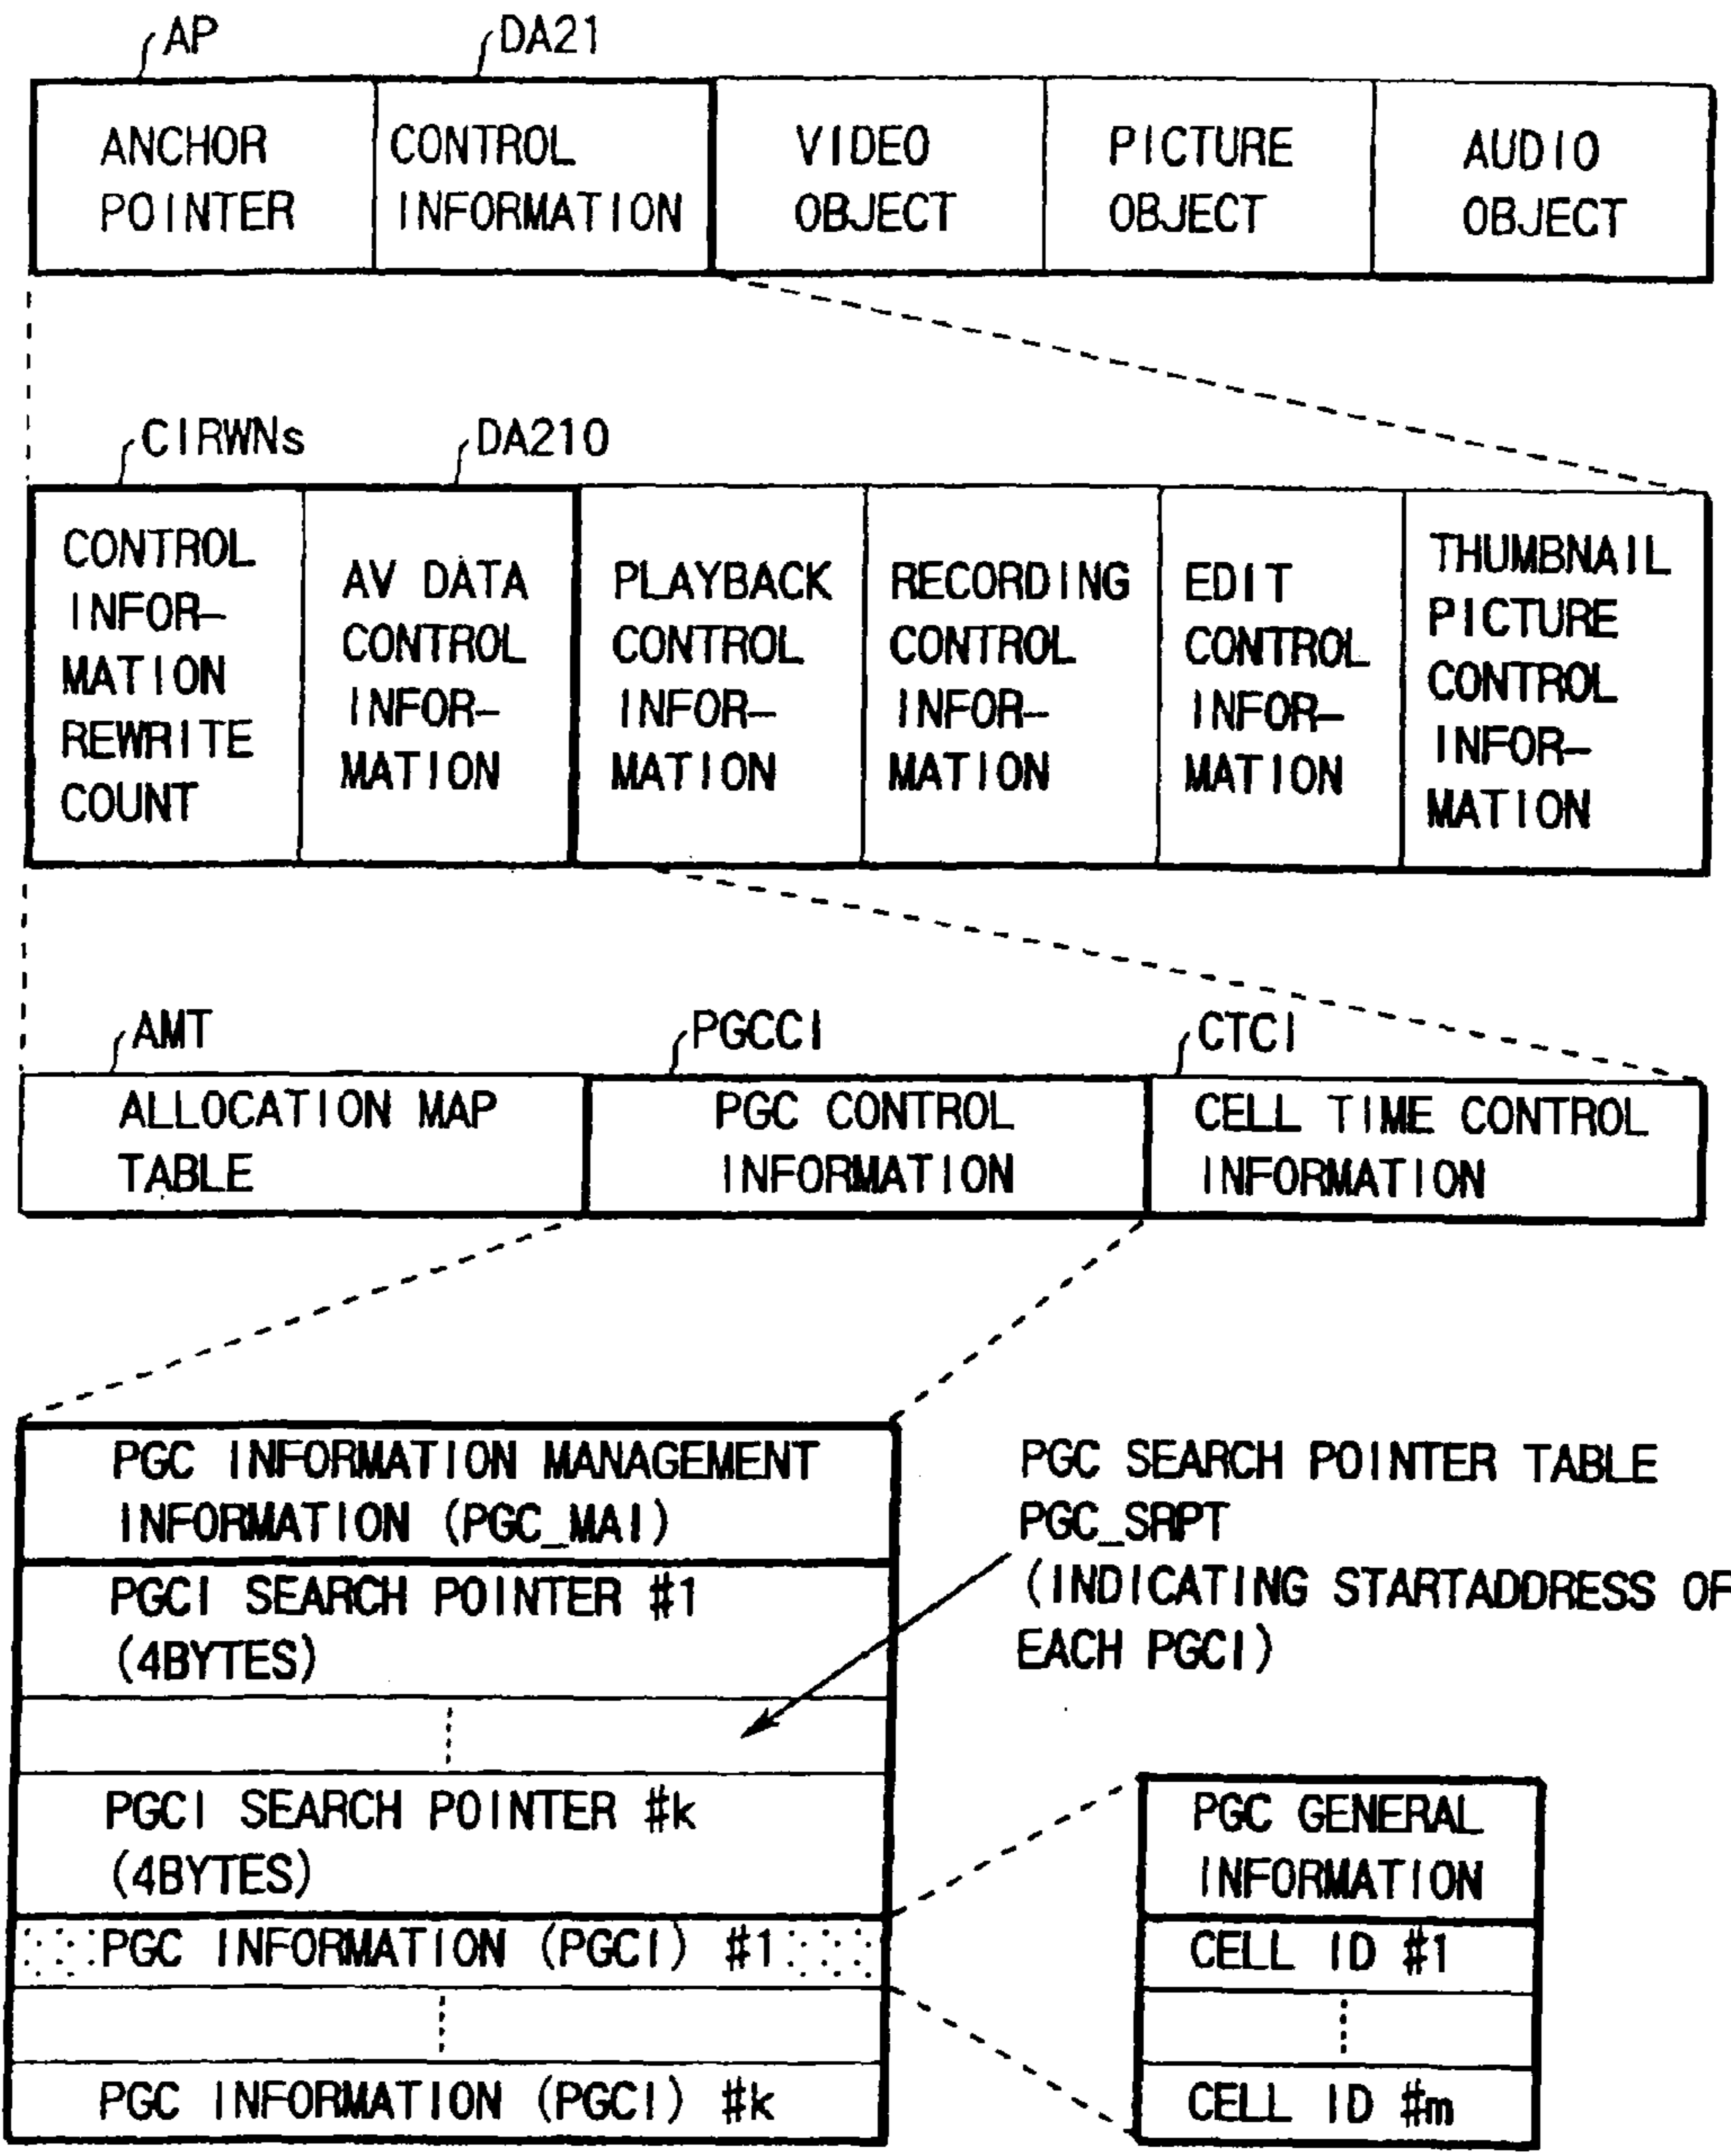 AP
DA21
ANCHOR
POINTER
CONTROL
INFORMATION
VIDEO
OBJECT
PICTURE
OBJECT
AUDIO
OBJECT
CIRWNs
DA210
CONTROL
INFOR-
MATION
REWRITE
COUNT
AV DATA
CONTROL
INFOR-
MATION
PLAYBACK
CONTROL
INFOR-
MATION
RECORDING
CONTROL
INFOR-
MATION
EDIT
CONTROL
INFOR-
MATION
THUMBNAIL
PICTURE
CONTROL
INFOR-
MATION
AMT
PGCCI
CTCI
ALLOCATION MAP
TABLE
PGC CONTROL
INFORMATION
CELL TIME CONTROL
INFORMATION
PGC INFORMATION MANAGEMENT
INFORMATION (PGC_MAI)
PGCI SEARCH POINTER #1
(4BYTES)
PGCI SEARCH POINTER #k
(4BYTES)
PGC INFORMATION (PGCI) #1
PGC INFORMATION (PGCI) #k
PGC SEARCH POINTER TABLE
PGC_SRPT
(INDICATING STARTADDRESS OF
EACH PGCI)
PGC GENERAL
INFORMATION
CELL ID #1
CELL ID #m